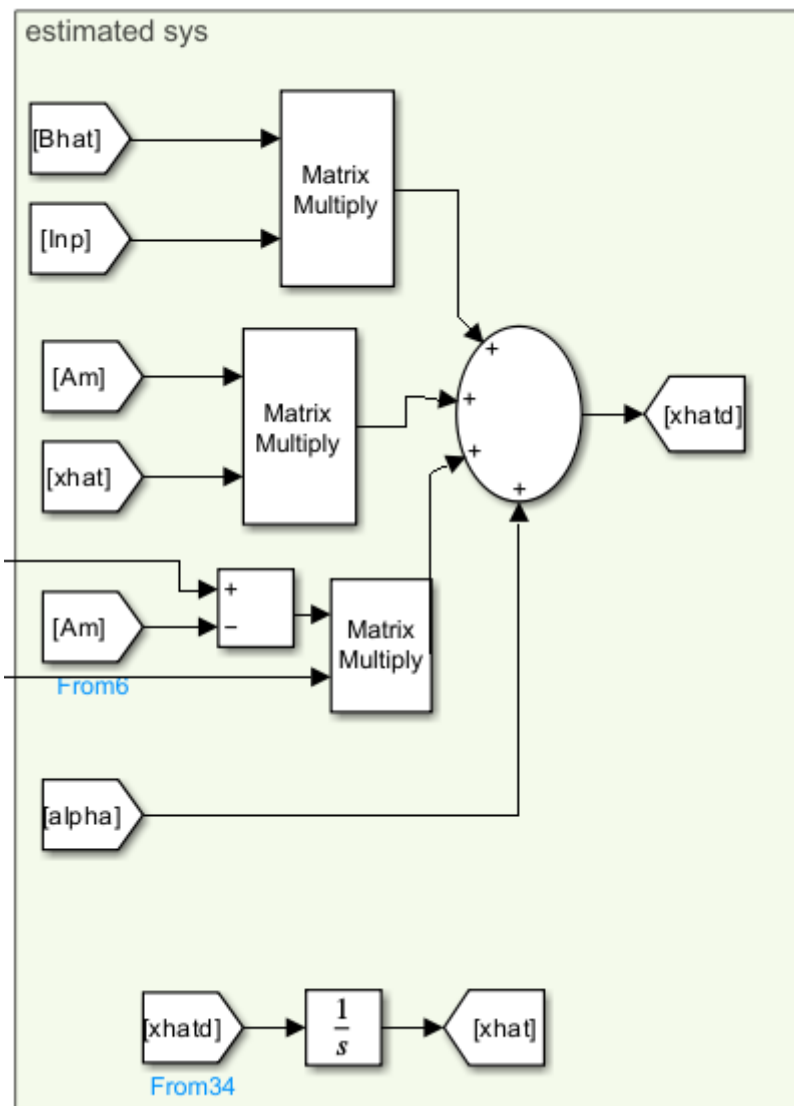 estimated sys
[Bhat]
[Inp]
Matrix
Multiply
+
[Am]
[xhat]
Matrix
Multiply
+
+
+
[xhatd]
+
−
[Am]
From6
Matrix
Multiply
[alpha]
[xhatd]
From34
1
s
[xhat]